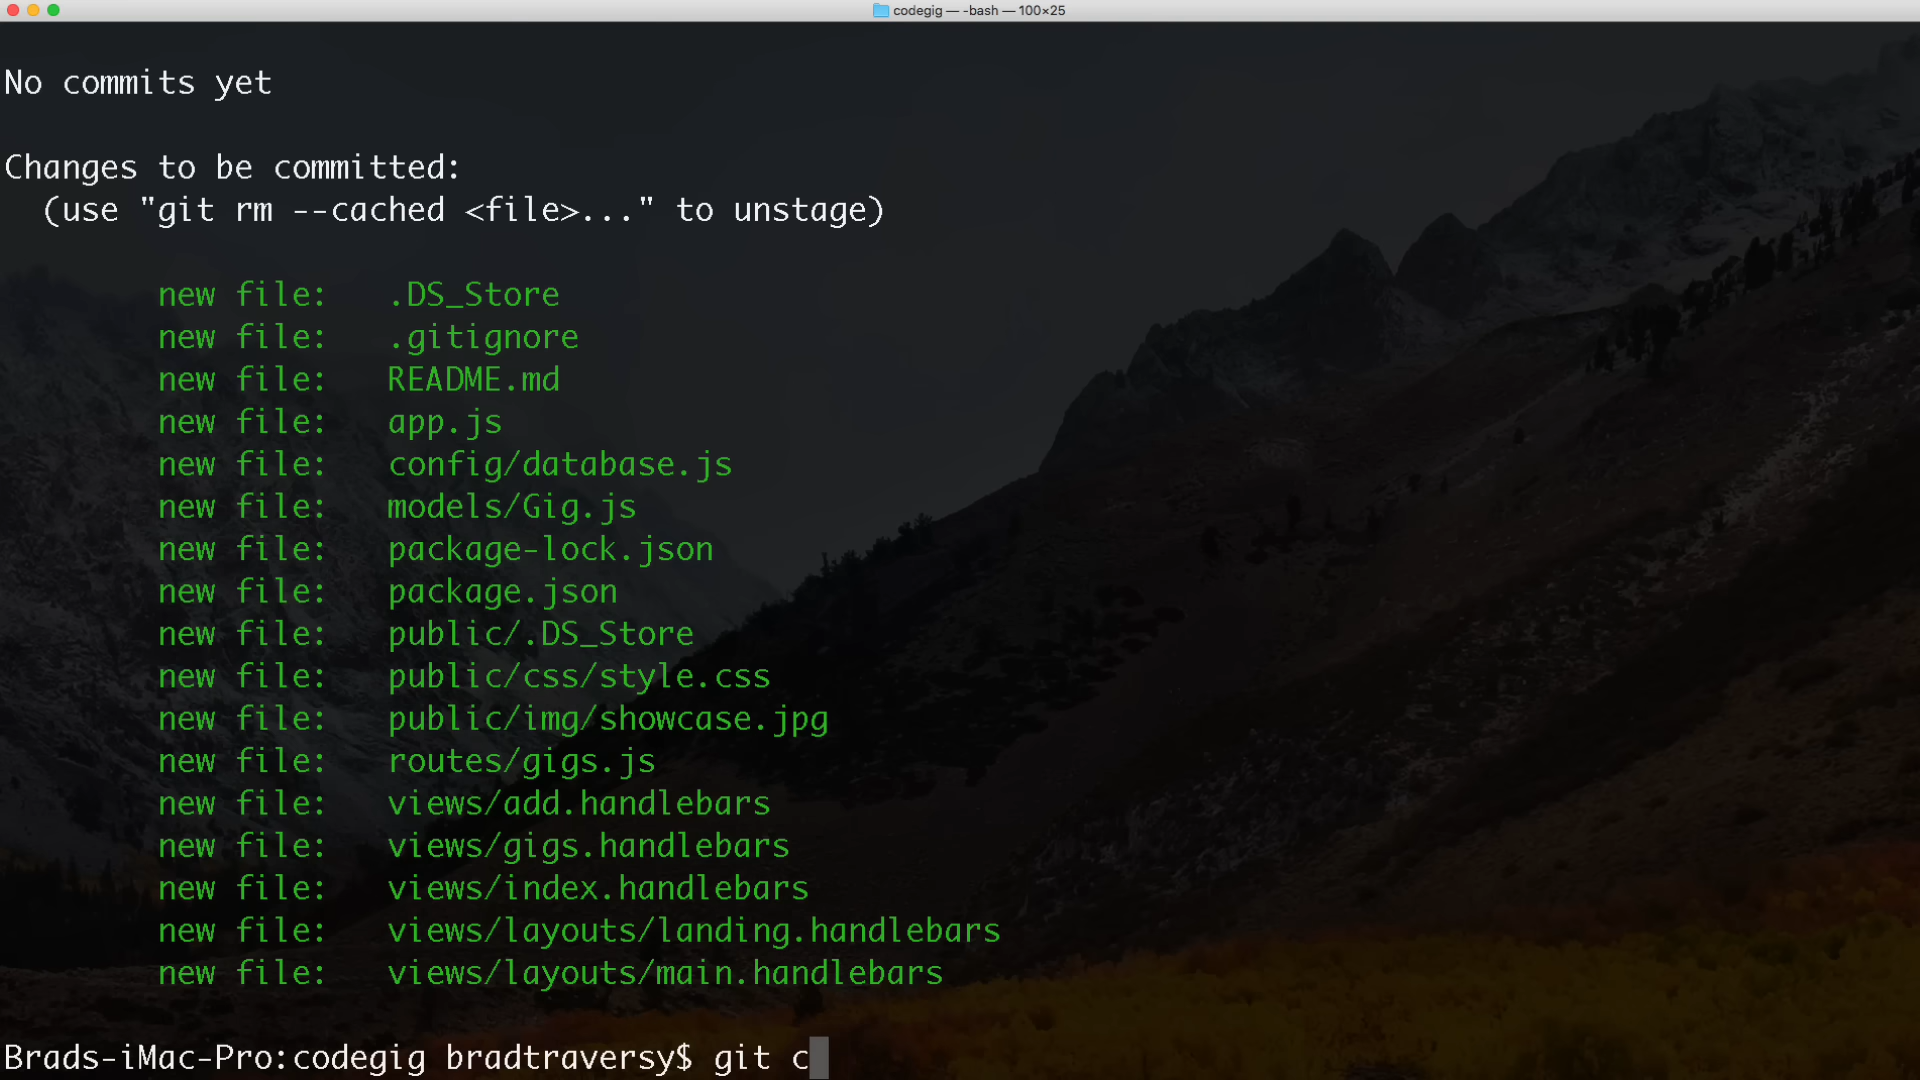 codegig — -bash — 100×25
No commits yet
Changes to be committed:
(use "git rm --cached <file>..." to unstage)
new file: .DS_Store
new file: .gitignore
new file: README.md
new file: app.js
new file: config/database.js
new file: models/Gig.js
new file: package-lock.json
new file: package.json
new file: public/.DS_Store
new file: public/css/style.css
new file: public/img/showcase.jpg
new file: routes/gigs.js
new file: views/add.handlebars
new file: views/gigs.handlebars
new file: views/index.handlebars
new file: views/layouts/landing.handlebars
new file: views/layouts/main.handlebars
Brads-iMac-Pro:codegig bradtraversy$ git c